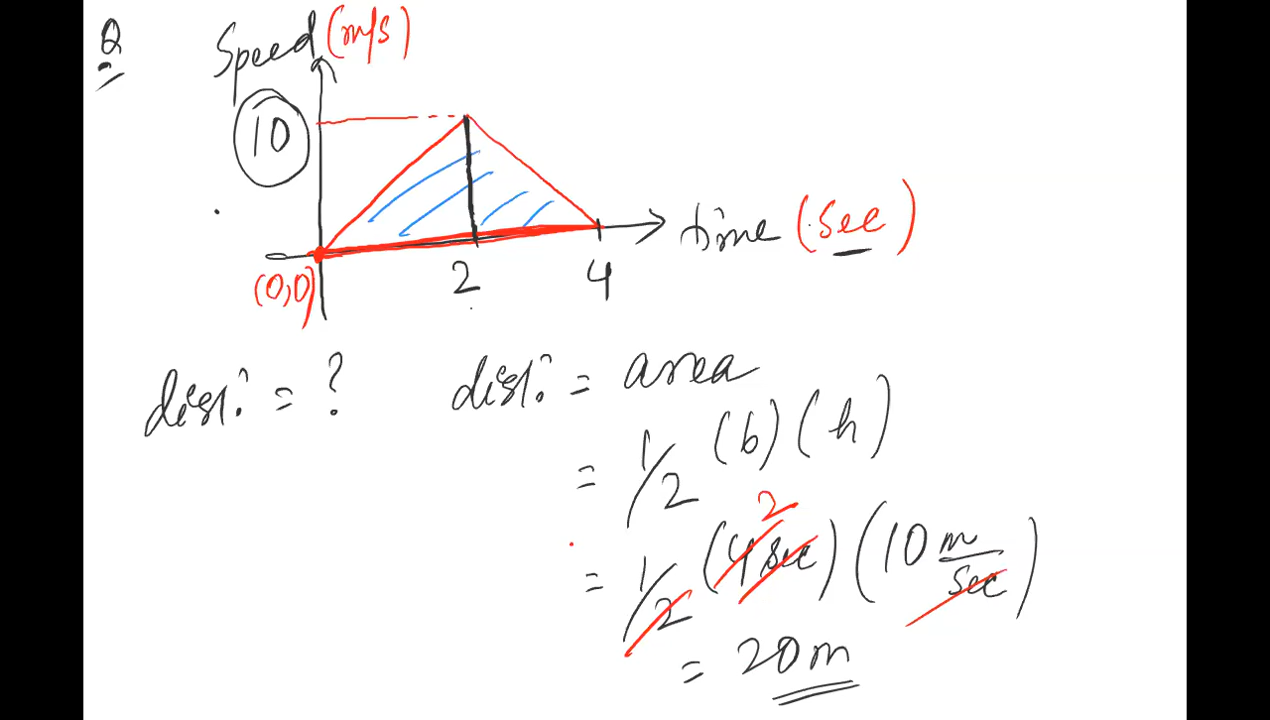 Q
Speed (m/s)
10
time (sec)
(0,0)
2
4
dist. = ?
dist. = area
= 1/2 (b) (h)
2
= 1/2 (4 sec) (10 m/sec)
= 20 m